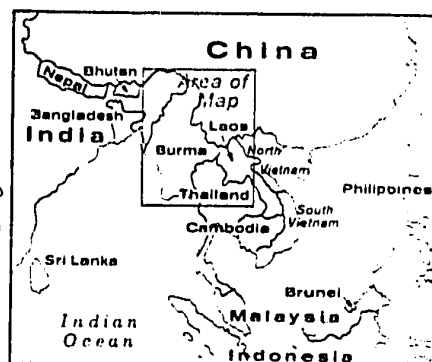 China
Bhutan
Nepal
Area of
Map
Bangladesh
India
Laos
Burma
North
Vietnam
Thailand
Philippines
South
Vietnam
Cambodia
Sri Lanka
Brunei
Indian
Ocean
Malaysia
Indonesia